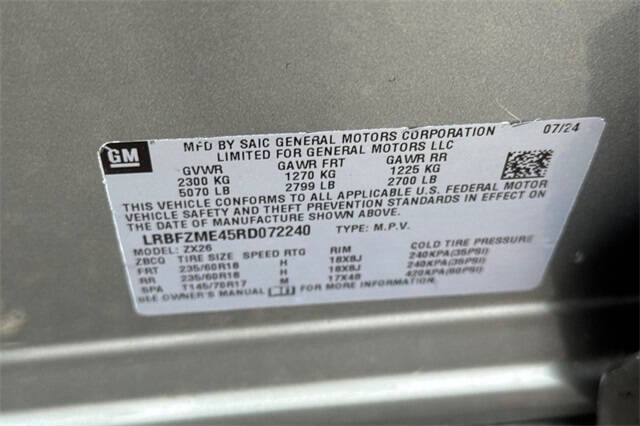 GM
MFD BY SAIC GENERAL MOTORS CORPORATION 07/24
LIMITED FOR GENERAL MOTORS LLC
GVWR GAWR FRT GAWR RR
2300 KG 1270 KG 1225 KG
5070 LB 2799 LB 2700 LB
THIS VEHICLE CONFORMS TO ALL APPLICABLE U.S. FEDERAL MOTOR
VEHICLE SAFETY AND THEFT PREVENTION STANDARDS IN EFFECT ON
THE DATE OF MANUFACTURE SHOWN ABOVE.
LRBFZME45RD072240 TYPE: M.P.V.
MODEL: ZX26
ZBCQ TIRE SIZE SPEED RTG RIM COLD TIRE PRESSURE
FRT 235/60R18 H 18X8J 240KPA(35PSI)
RR 235/60R18 H 18X8J 240KPA(35PSI)
SPA T145/70R17 M 17X4B 420KPA(60PSI)
SEE OWNER'S MANUAL FOR MORE INFORMATION.